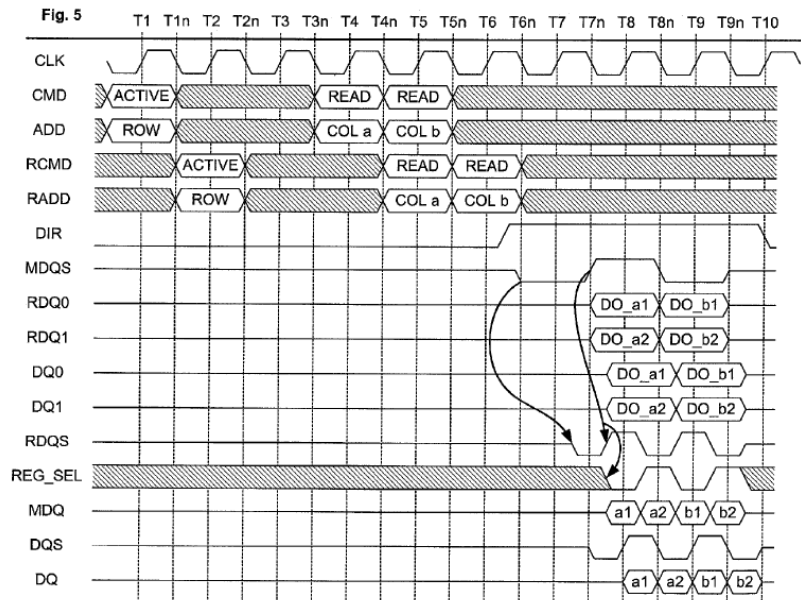 Fig. 5
T1 T1n T2 T2n T3 T3n T4 T4n T5 T5n T6 T6n T7 T7n T8 T8n T9 T9n T10
CLK
CMD ACTIVE READ READ
ADD ROW COL a COL b
RCMD ACTIVE READ READ
RADD ROW COL a COL b
DIR
MDQS
RDQ0 DO_a1 DO_b1
RDQ1 DO_a2 DO_b2
DQ0 DO_a1 DO_b1
DQ1 DO_a2 DO_b2
RDQS
REG_SEL
MDQ a1 a2 b1 b2
DQS
DQ a1 a2 b1 b2